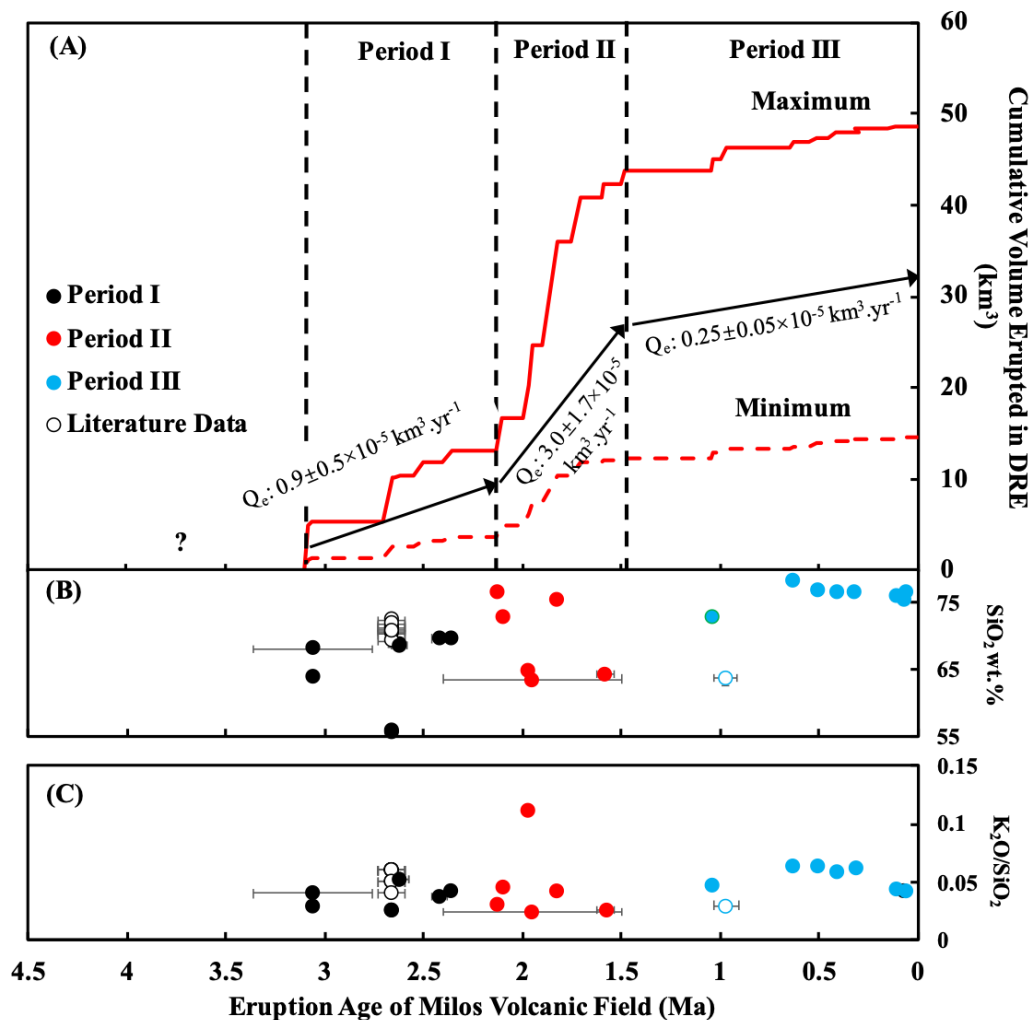 (A)
Period I
Period II
Period III
60
50
40
30
20
10
0
Cumulative Volume Erupted in DRE
(km³)
Maximum
Minimum
Period I
Period II
Period III
Literature Data
?
Qₑ: 0.9±0.5×10⁻⁵ km³.yr⁻¹
Qₑ: 3.0±1.7×10⁻⁵
km³.yr⁻¹
Qₑ: 0.25±0.05×10⁻⁵ km³.yr⁻¹
(B)
75
65
55
SiO₂ wt.%
(C)
0.15
0.1
0.05
0
K₂O/SiO₂
4.5
4
3.5
3
2.5
2
1.5
1
0.5
0
Eruption Age of Milos Volcanic Field (Ma)